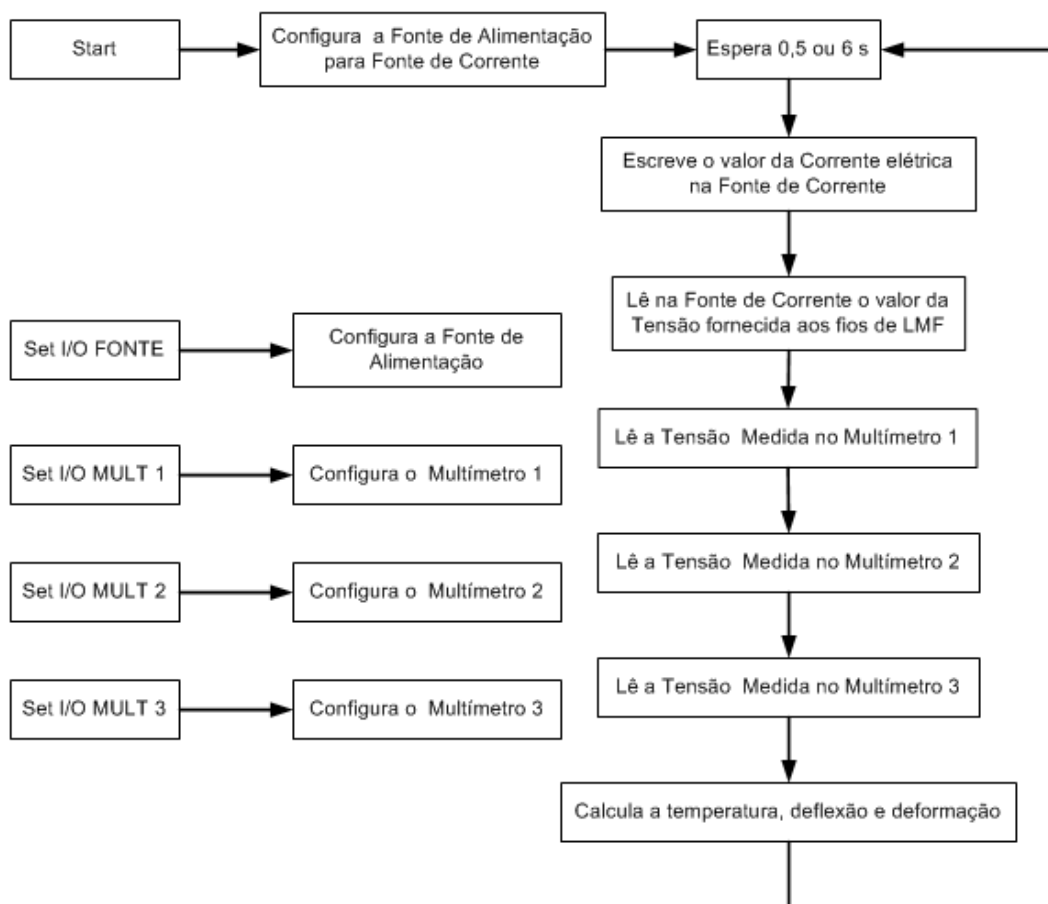 Start
Configura a Fonte de Alimentação
para Fonte de Corrente
Espera 0,5 ou 6 s
Escreve o valor da Corrente elétrica
na Fonte de Corrente
Lê na Fonte de Corrente o valor da
Tensão fornecida aos fios de LMF
Set I/O FONTE
Configura a Fonte de
Alimentação
Lê a Tensão Medida no Multímetro 1
Set I/O MULT 1
Configura o Multímetro 1
Lê a Tensão Medida no Multímetro 2
Set I/O MULT 2
Configura o Multímetro 2
Lê a Tensão Medida no Multímetro 3
Set I/O MULT 3
Configura o Multímetro 3
Calcula a temperatura, deflexão e deformação